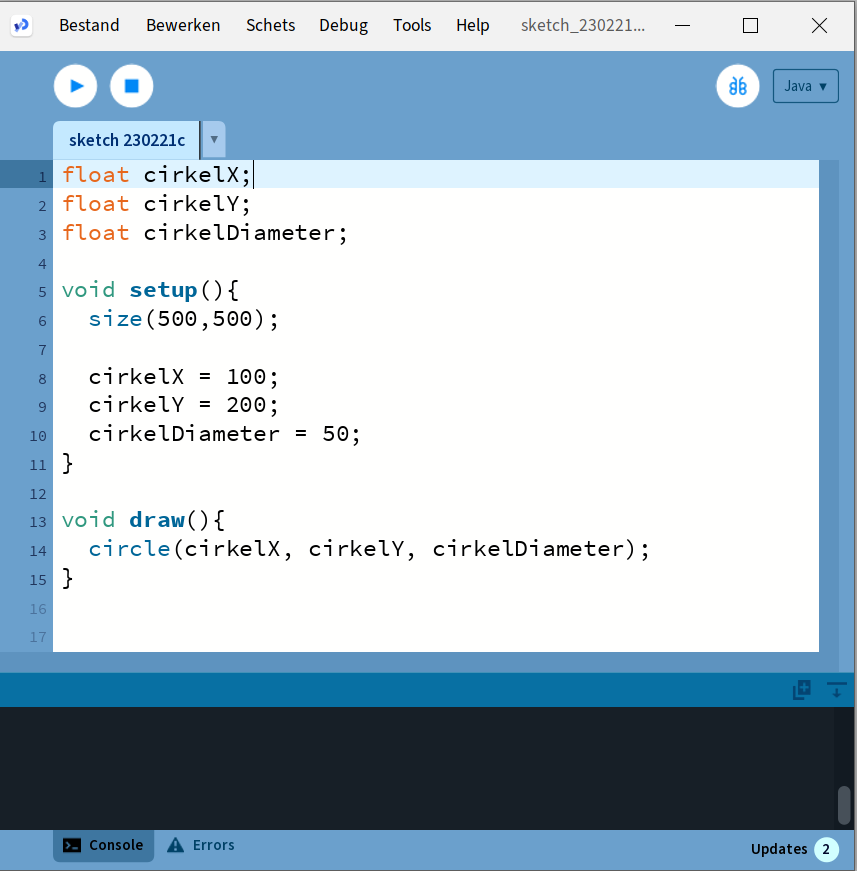 Bestand Bewerken Schets Debug Tools Help sketch_230221...
Java ▾
sketch 230221c ▾
1 float cirkelX;
2 float cirkelY;
3 float cirkelDiameter;
4
5 void setup(){
6   size(500,500);
7
8   cirkelX = 100;
9   cirkelY = 200;
10   cirkelDiameter = 50;
11 }
12
13 void draw(){
14   circle(cirkelX, cirkelY, cirkelDiameter);
15 }
16
17
Console Errors Updates 2